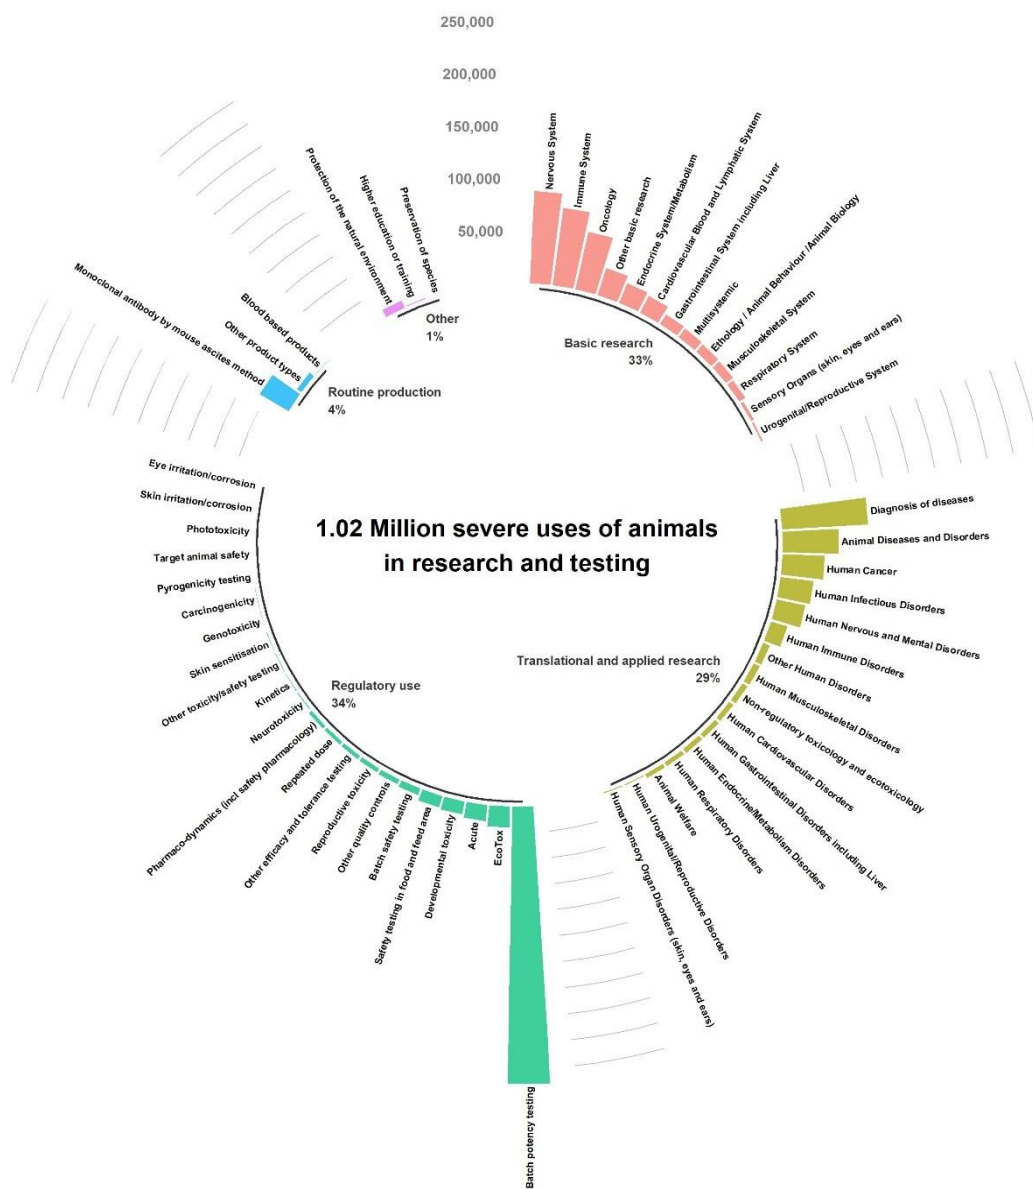 250,000
200,000
150,000
100,000
50,000
Nervous System
Immune System
Oncology
Other basic research
Endocrine System/Metabolism
Cardiovascular Blood and Lymphatic System
Gastrointestinal System including Liver
Multisystemic
Ethology / Animal Behaviour /Animal Biology
Musculoskeletal System
Respiratory System
Sensory Organs (skin, eyes and ears)
Urogenital/Reproductive System
Basic research
33%
Diagnosis of diseases
Animal Diseases and Disorders
Human Cancer
Human Infectious Disorders
Human Nervous and Mental Disorders
Human Immune Disorders
Other Human Disorders
Human Musculoskeletal Disorders
Non-regulatory toxicology and ecotoxicology
Human Cardiovascular Disorders
Human Gastrointestinal Disorders including Liver
Human Endocrine/Metabolism Disorders
Human Respiratory Disorders
Animal Welfare
Human Urogenital/Reproductive Disorders
Human Sensory Organ Disorders (skin, eyes and ears)
Translational and applied research
29%
1.02 Million severe uses of animals
in research and testing
Batch potency testing
EcoTox
Acute
Developmental toxicity
Safety testing in food and feed area
Batch safety testing
Other quality controls
Reproductive toxicity
Other efficacy and tolerance testing
Repeated dose
Pharmaco-dynamics (incl safety pharmacology)
Neurotoxicity
Kinetics
Other toxicity/safety testing
Skin sensitisation
Genotoxicity
Carcinogenicity
Pyrogenicity testing
Target animal safety
Phototoxicity
Skin irritation/corrosion
Eye irritation/corrosion
Regulatory use
34%
Monoclonal antibody by mouse ascites method
Other product types
Blood based products
Routine production
4%
Protection of the natural environment
Higher education or training
Preservation of species
Other
1%